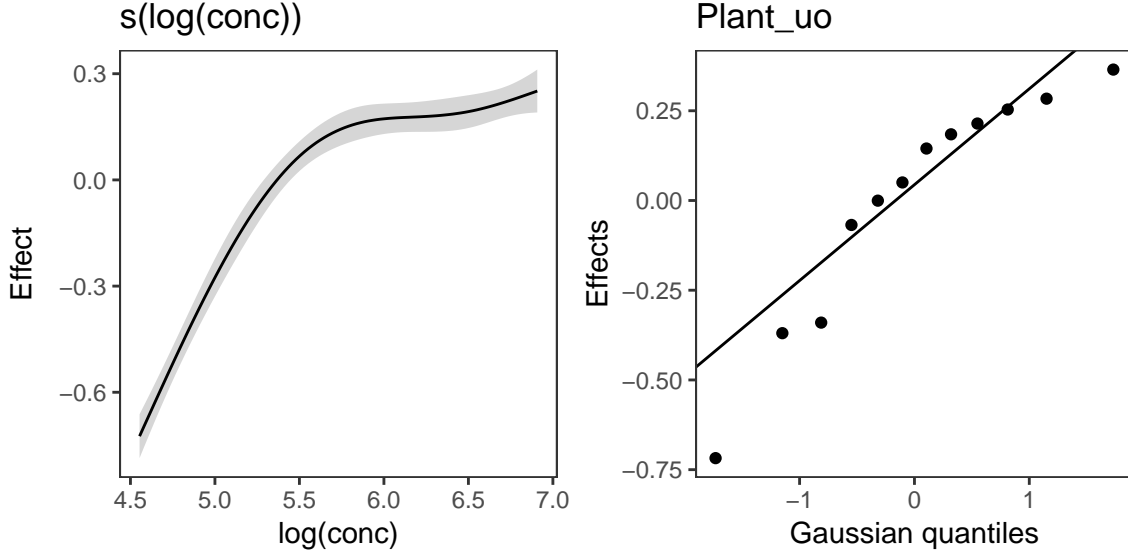 s(log(conc))
Effect
0.3
0.0
−0.3
−0.6
4.5 5.0 5.5 6.0 6.5 7.0
log(conc)
Plant_uo
Effects
0.25
0.00
−0.25
−0.50
−0.75
−1 0 1
Gaussian quantiles